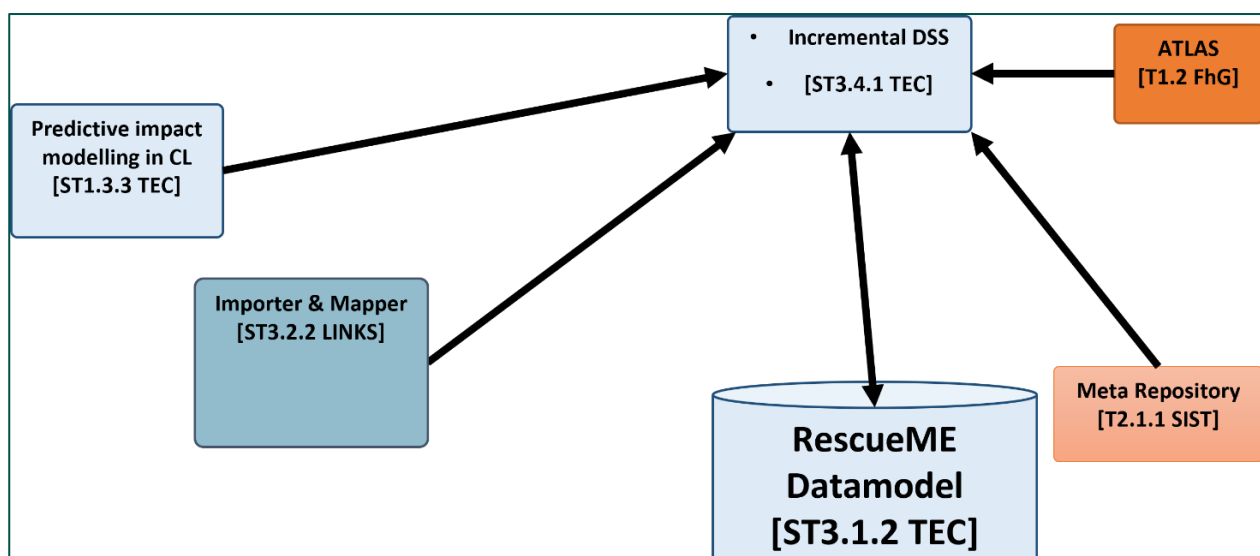 • Incremental DSS
• [ST3.4.1 TEC]
ATLAS
[T1.2 FhG]
Predictive impact
modelling in CL
[ST1.3.3 TEC]
Importer & Mapper
[ST3.2.2 LINKS]
Meta Repository
[T2.1.1 SIST]
RescueME
Datamodel
[ST3.1.2 TEC]